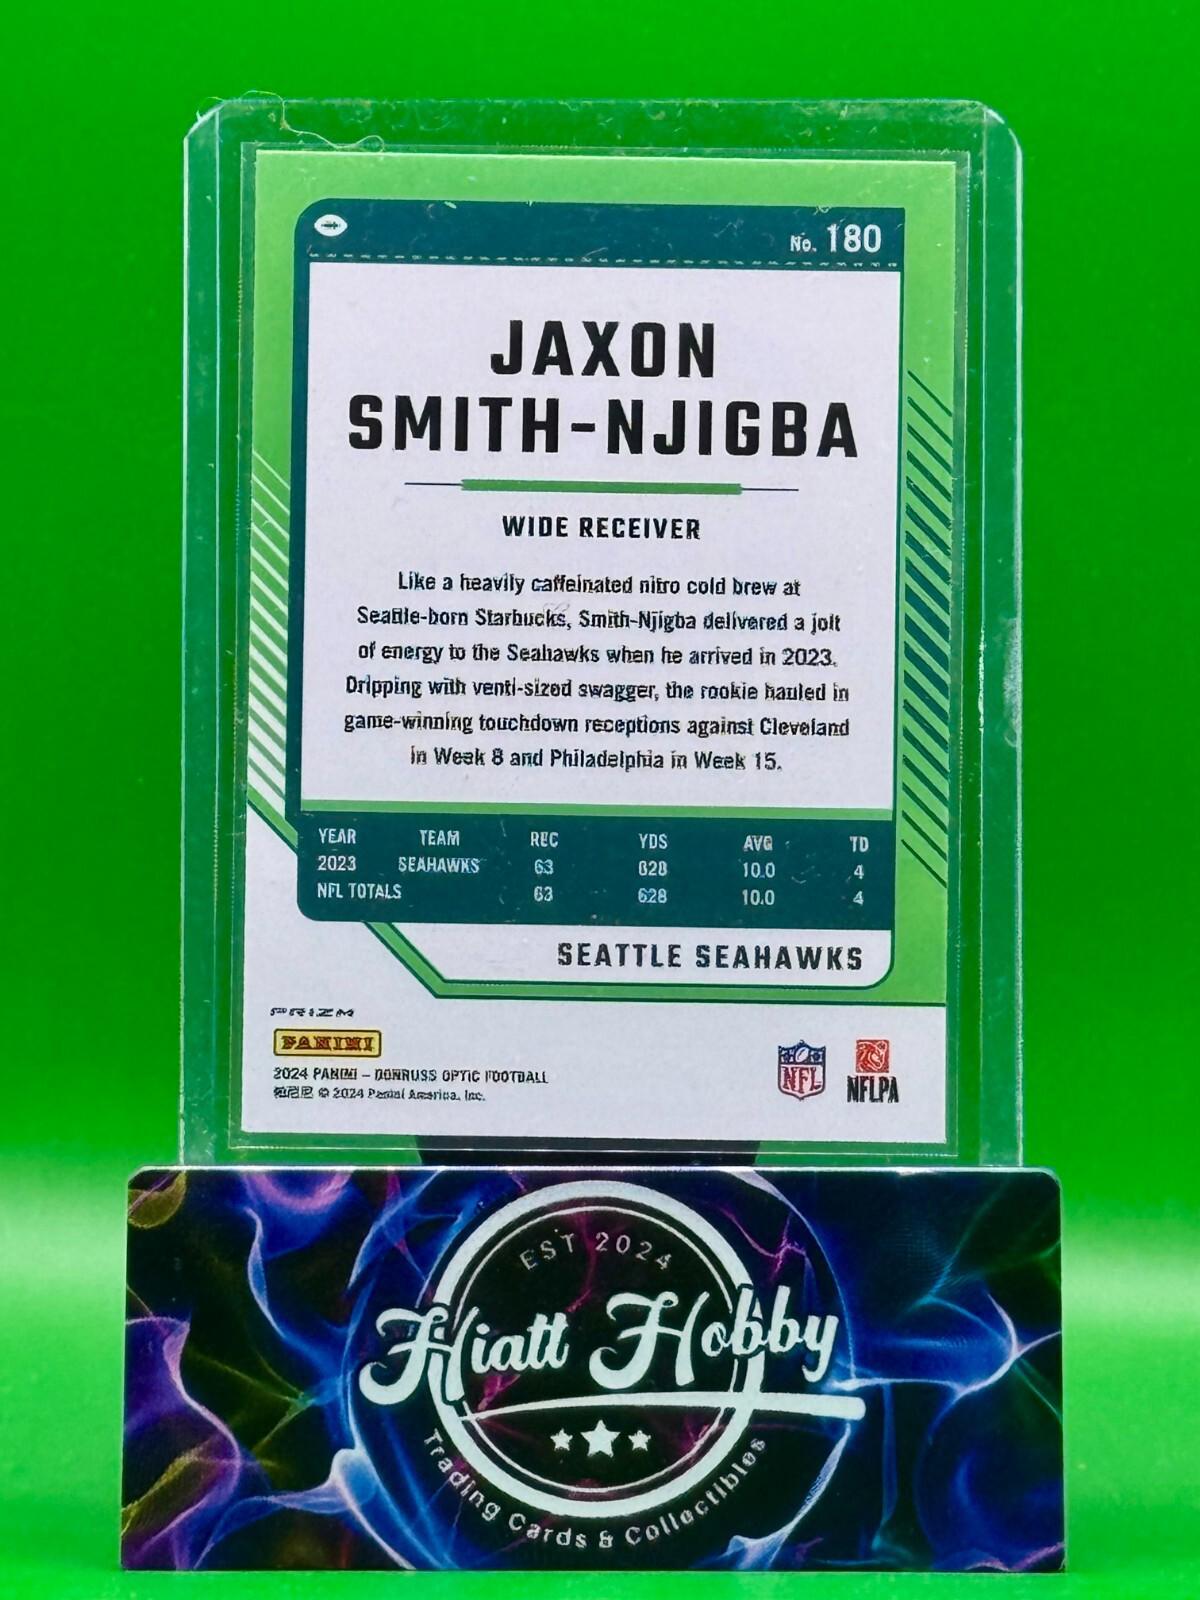 No. 180
JAXON
SMITH-NJIGBA
WIDE RECEIVER
Like a heavily caffeinated nitro cold brew at
Seattle-born Starbucks, Smith-Njigba delivered a jolt
of energy to the Seahawks when he arrived in 2023.
Dripping with venti-sized swagger, the rookie hauled in
game-winning touchdown receptions against Cleveland
in Week 8 and Philadelphia in Week 15.
YEAR TEAM REC YDS AVG TD
2023 SEAHAWKS 63 628 10.0 4
NFL TOTALS 63 628 10.0 4
SEATTLE SEAHAWKS
PRIZM
PANINI
2024 PANINI – DONRUSS OPTIC FOOTBALL
© 2024 Panini America, Inc.
NFL
NFLPA
EST 2024
Hiatt Hobby
Trading Cards & Collectibles